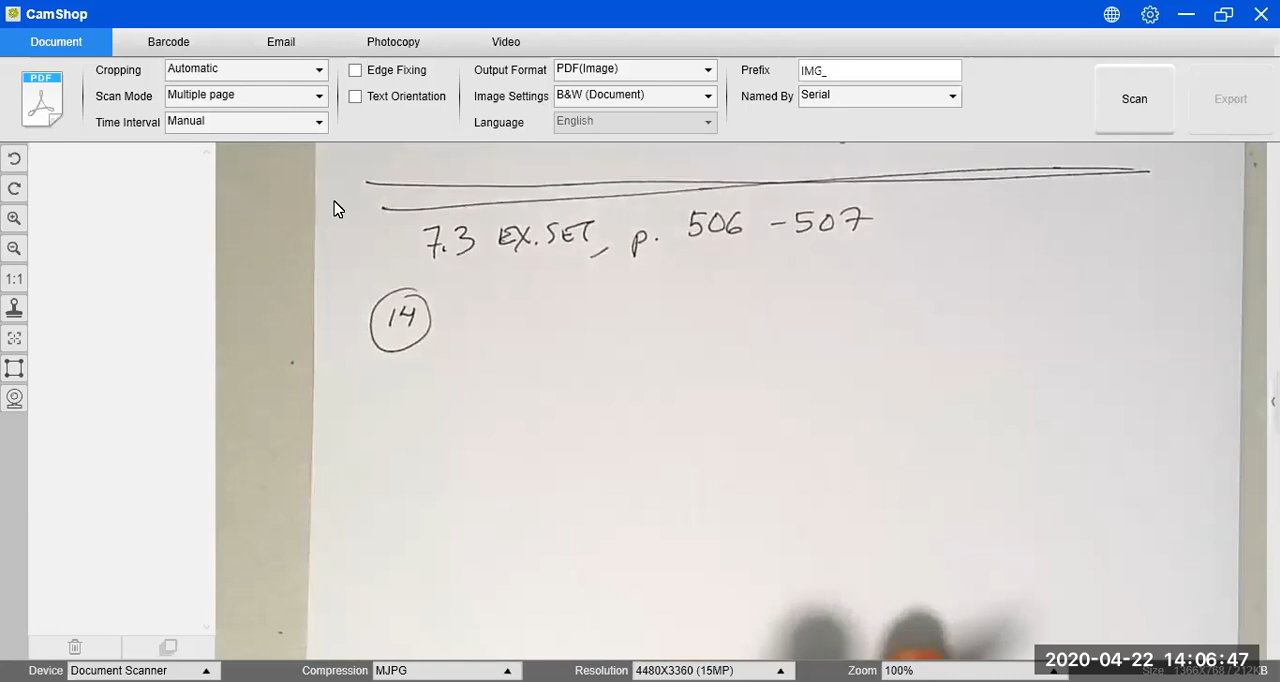 CamShop
Document Barcode Email Photocopy Video
Cropping Automatic Edge Fixing Output Format PDF(Image) Prefix IMG_
PDF Scan Mode Multiple page Text Orientation Image Settings B&W (Document) Named By Serial Scan Export
Time Interval Manual Language English
1:1
7.3 EX. SET, p. 506 - 507
14
2020-04-22 14:06:47
Device Document Scanner Compression MJPG Resolution 4480X3360 (15MP) Zoom 100% Size: 1366X768 / 212KB